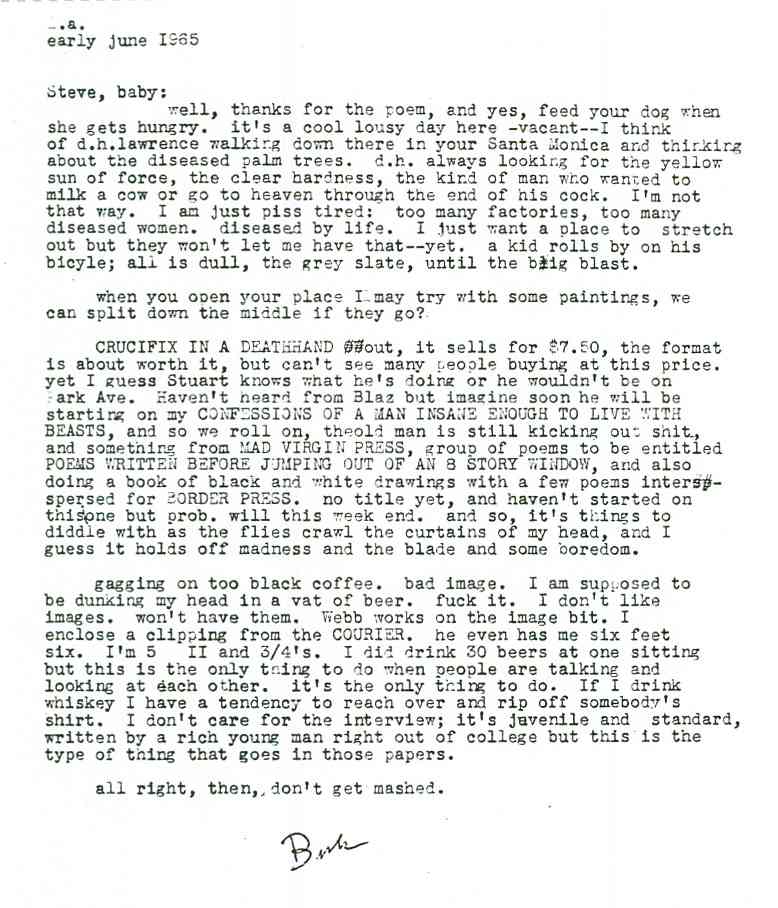 L.a.
early june I965
Steve, baby:
well, thanks for the poem, and yes, feed your dog when
she gets hungry. it's a cool lousy day here -vacant--I think
of d.h.lawrence walking down there in your Santa Monica and thinking
about the diseased palm trees. d.h. always looking for the yellow
sun of force, the clear hardness, the kind of man who wanted to
milk a cow or go to heaven through the end of his cock. I'm not
that way. I am just piss tired: too many factories, too many
diseased women. diseased by life. I just want a place to stretch
out but they won't let me have that--yet. a kid rolls by on his
bicyle; all is dull, the grey slate, until the big blast.
when you open your place I may try with some paintings, we
can split down the middle if they go?
CRUCIFIX IN A DEATHHAND ##out, it sells for $7.50, the format
is about worth it, but can't see many people buying at this price.
yet I guess Stuart knows what he's doing or he wouldn't be on
Park Ave. Haven't heard from Blaz but imagine soon he will be
starting on my CONFESSIONS OF A MAN INSANE ENOUGH TO LIVE WITH
BEASTS, and so we roll on, theold man is still kicking out shit,
and something from MAD VIRGIN PRESS, group of poems to be entitled
POEMS WRITTEN BEFORE JUMPING OUT OF AN 8 STORY WINDOW, and also
doing a book of black and white drawings with a few poems inters##-
spersed for BORDER PRESS. no title yet, and haven't started on
thisone but prob. will this week end. and so, it's things to
diddle with as the flies crawl the curtains of my head, and I
guess it holds off madness and the blade and some boredom.
gagging on too black coffee. bad image. I am supposed to
be dunking my head in a vat of beer. fuck it. I don't like
images. won't have them. Webb works on the image bit. I
enclose a clipping from the COURIER. he even has me six feet
six. I'm 5 II and 3/4's. I did drink 30 beers at one sitting
but this is the only thing to do when people are talking and
looking at each other. it's the only thing to do. If I drink
whiskey I have a tendency to reach over and rip off somebody's
shirt. I don't care for the interview; it's juvenile and standard,
written by a rich young man right out of college but this is the
type of thing that goes in those papers.
all right, then, don't get mashed.
Buk